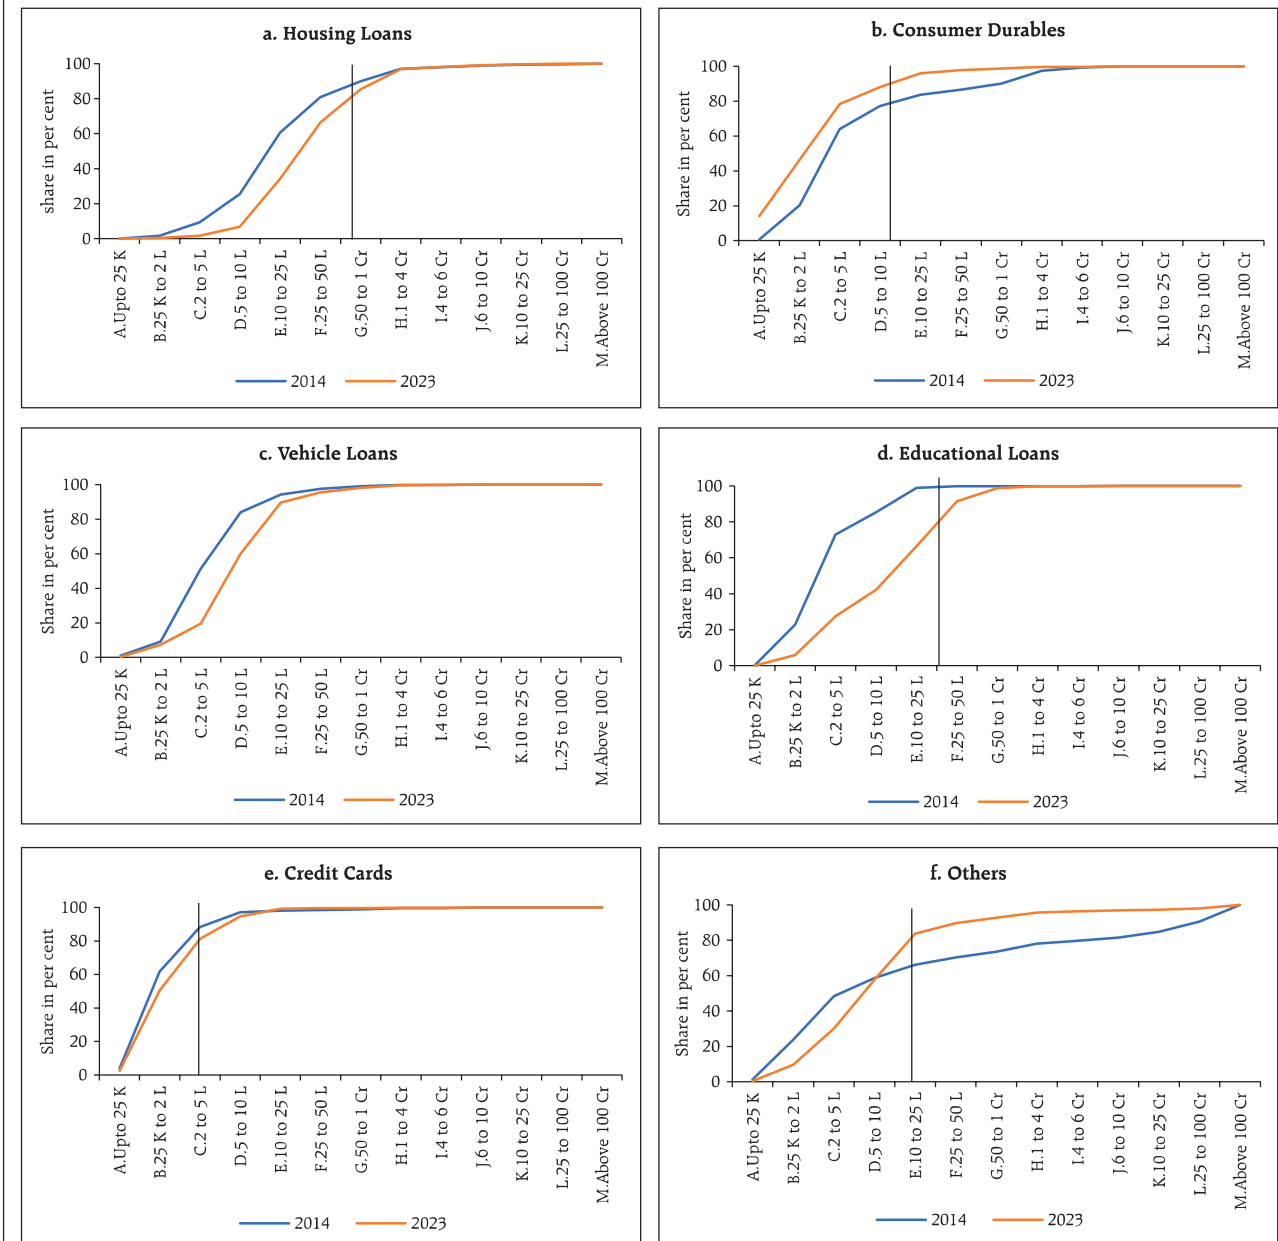 a. Housing Loans
share in per cent
100
80
60
40
20
0
A.Upto 25 K
B.25 K to 2 L
C.2 to 5 L
D.5 to 10 L
E.10 to 25 L
F.25 to 50 L
G.50 to 1 Cr
H.1 to 4 Cr
I.4 to 6 Cr
J.6 to 10 Cr
K.10 to 25 Cr
L.25 to 100 Cr
M.Above 100 Cr
2014 2023
b. Consumer Durables
Share in per cent
100
80
60
40
20
0
A.Upto 25 K
B.25 K to 2 L
C.2 to 5 L
D.5 to 10 L
E.10 to 25 L
F.25 to 50 L
G.50 to 1 Cr
H.1 to 4 Cr
I.4 to 6 Cr
J.6 to 10 Cr
K.10 to 25 Cr
L.25 to 100 Cr
M.Above 100 Cr
2014 2023
c. Vehicle Loans
Share in per cent
100
80
60
40
20
0
A.Upto 25 K
B.25 K to 2 L
C.2 to 5 L
D.5 to 10 L
E.10 to 25 L
F.25 to 50 L
G.50 to 1 Cr
H.1 to 4 Cr
I.4 to 6 Cr
J.6 to 10 Cr
K.10 to 25 Cr
L.25 to 100 Cr
M.Above 100 Cr
2014 2023
d. Educational Loans
Share in per cent
100
80
60
40
20
0
A.Upto 25 K
B.25 K to 2 L
C.2 to 5 L
D.5 to 10 L
E.10 to 25 L
F.25 to 50 L
G.50 to 1 Cr
H.1 to 4 Cr
I.4 to 6 Cr
J.6 to 10 Cr
K.10 to 25 Cr
L.25 to 100 Cr
M.Above 100 Cr
2014 2023
e. Credit Cards
Share in per cent
100
80
60
40
20
0
A.Upto 25 K
B.25 K to 2 L
C.2 to 5 L
D.5 to 10 L
E.10 to 25 L
F.25 to 50 L
G.50 to 1 Cr
H.1 to 4 Cr
I.4 to 6 Cr
J.6 to 10 Cr
K.10 to 25 Cr
L.25 to 100 Cr
M.Above 100 Cr
2014 2023
f. Others
Share in per cent
100
80
60
40
20
0
A.Upto 25 K
B.25 K to 2 L
C.2 to 5 L
D.5 to 10 L
E.10 to 25 L
F.25 to 50 L
G.50 to 1 Cr
H.1 to 4 Cr
I.4 to 6 Cr
J.6 to 10 Cr
K.10 to 25 Cr
L.25 to 100 Cr
M.Above 100 Cr
2014 2023